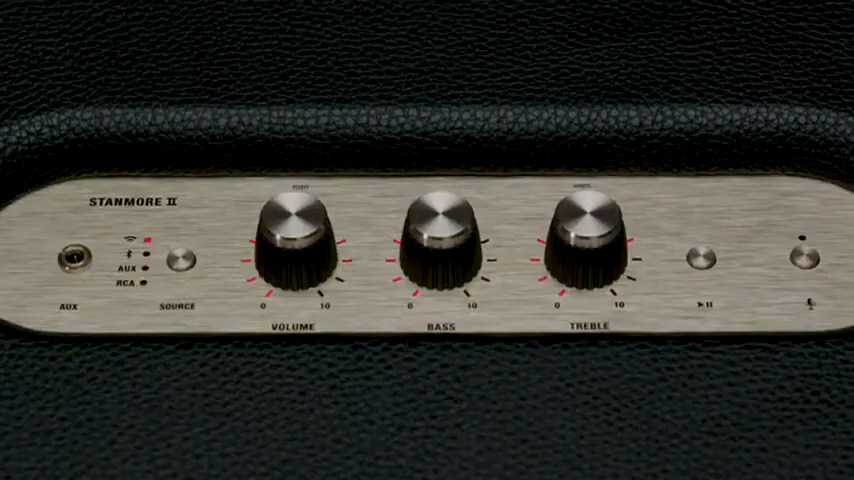 STANMORE II
AUX
RCA
AUX
SOURCE
0
10
VOLUME
0
10
BASS
0
10
TREBLE